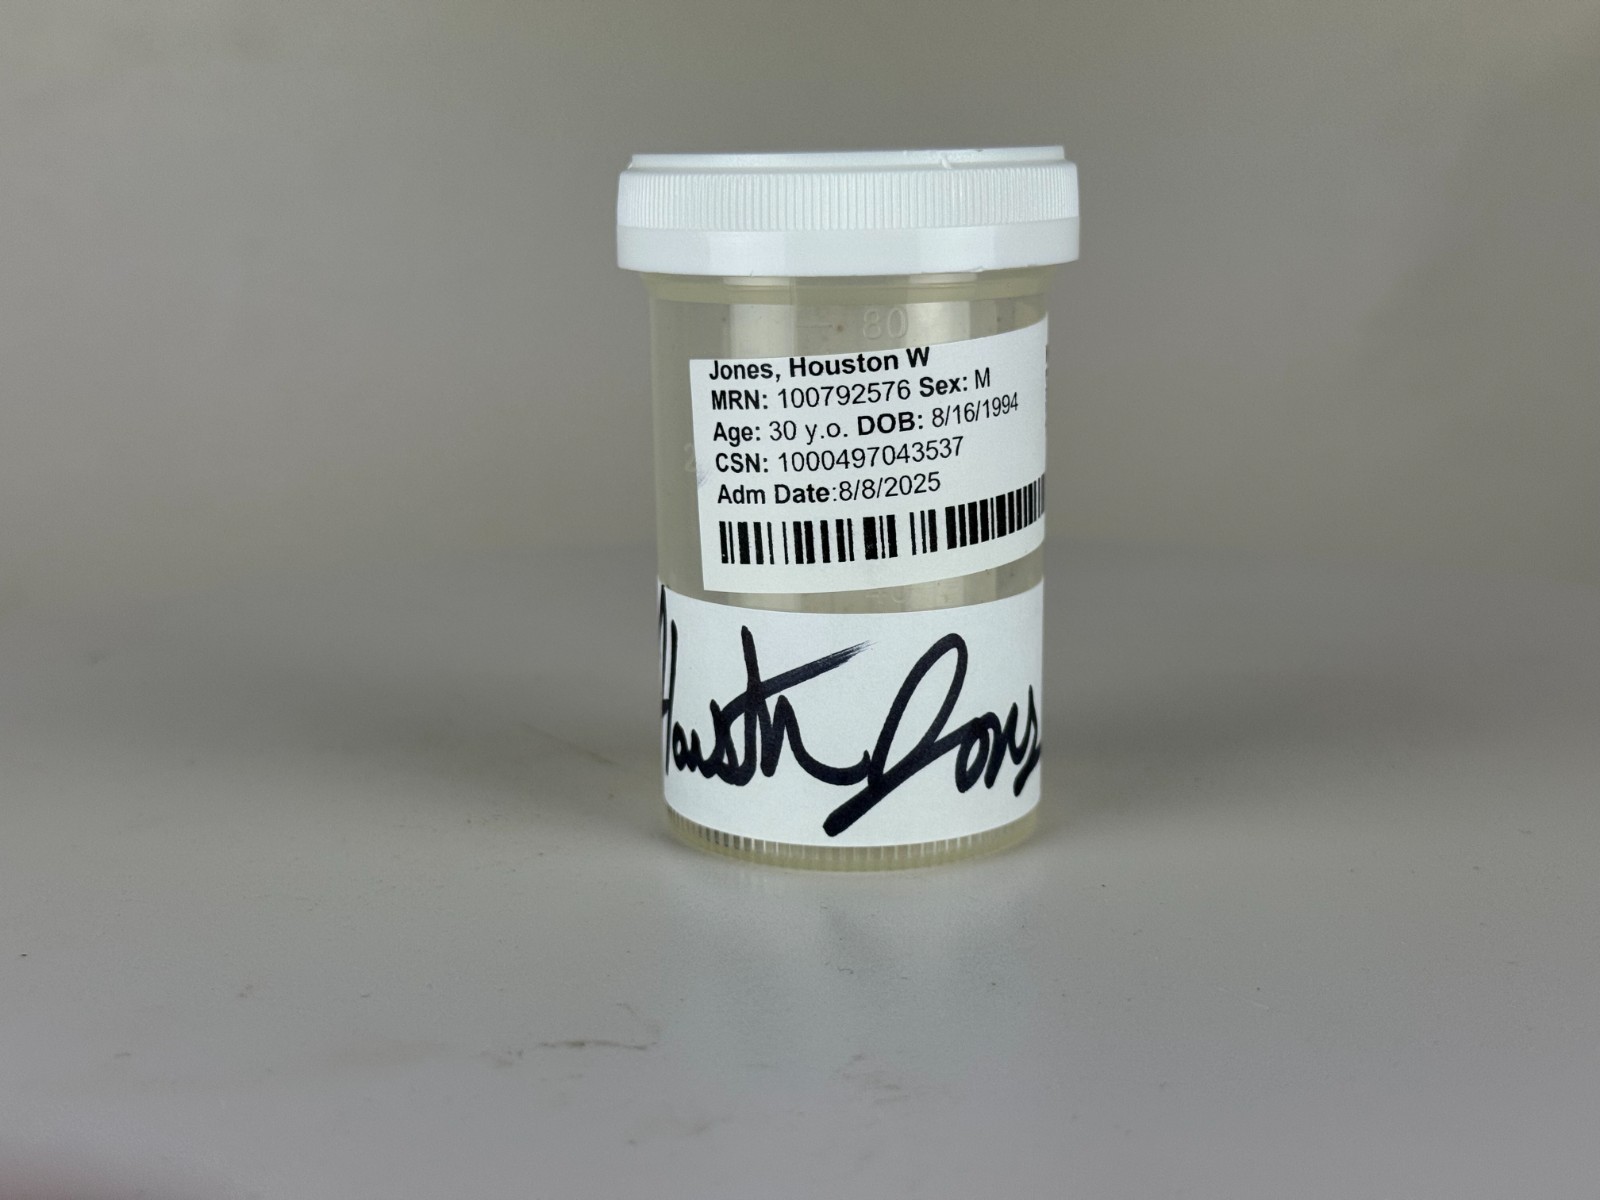 80
Jones, Houston W
MRN: 100792576 Sex: M
Age: 30 y.o. DOB: 8/16/1994
CSN: 1000497043537
Adm Date:8/8/2025
40
Houston Jones